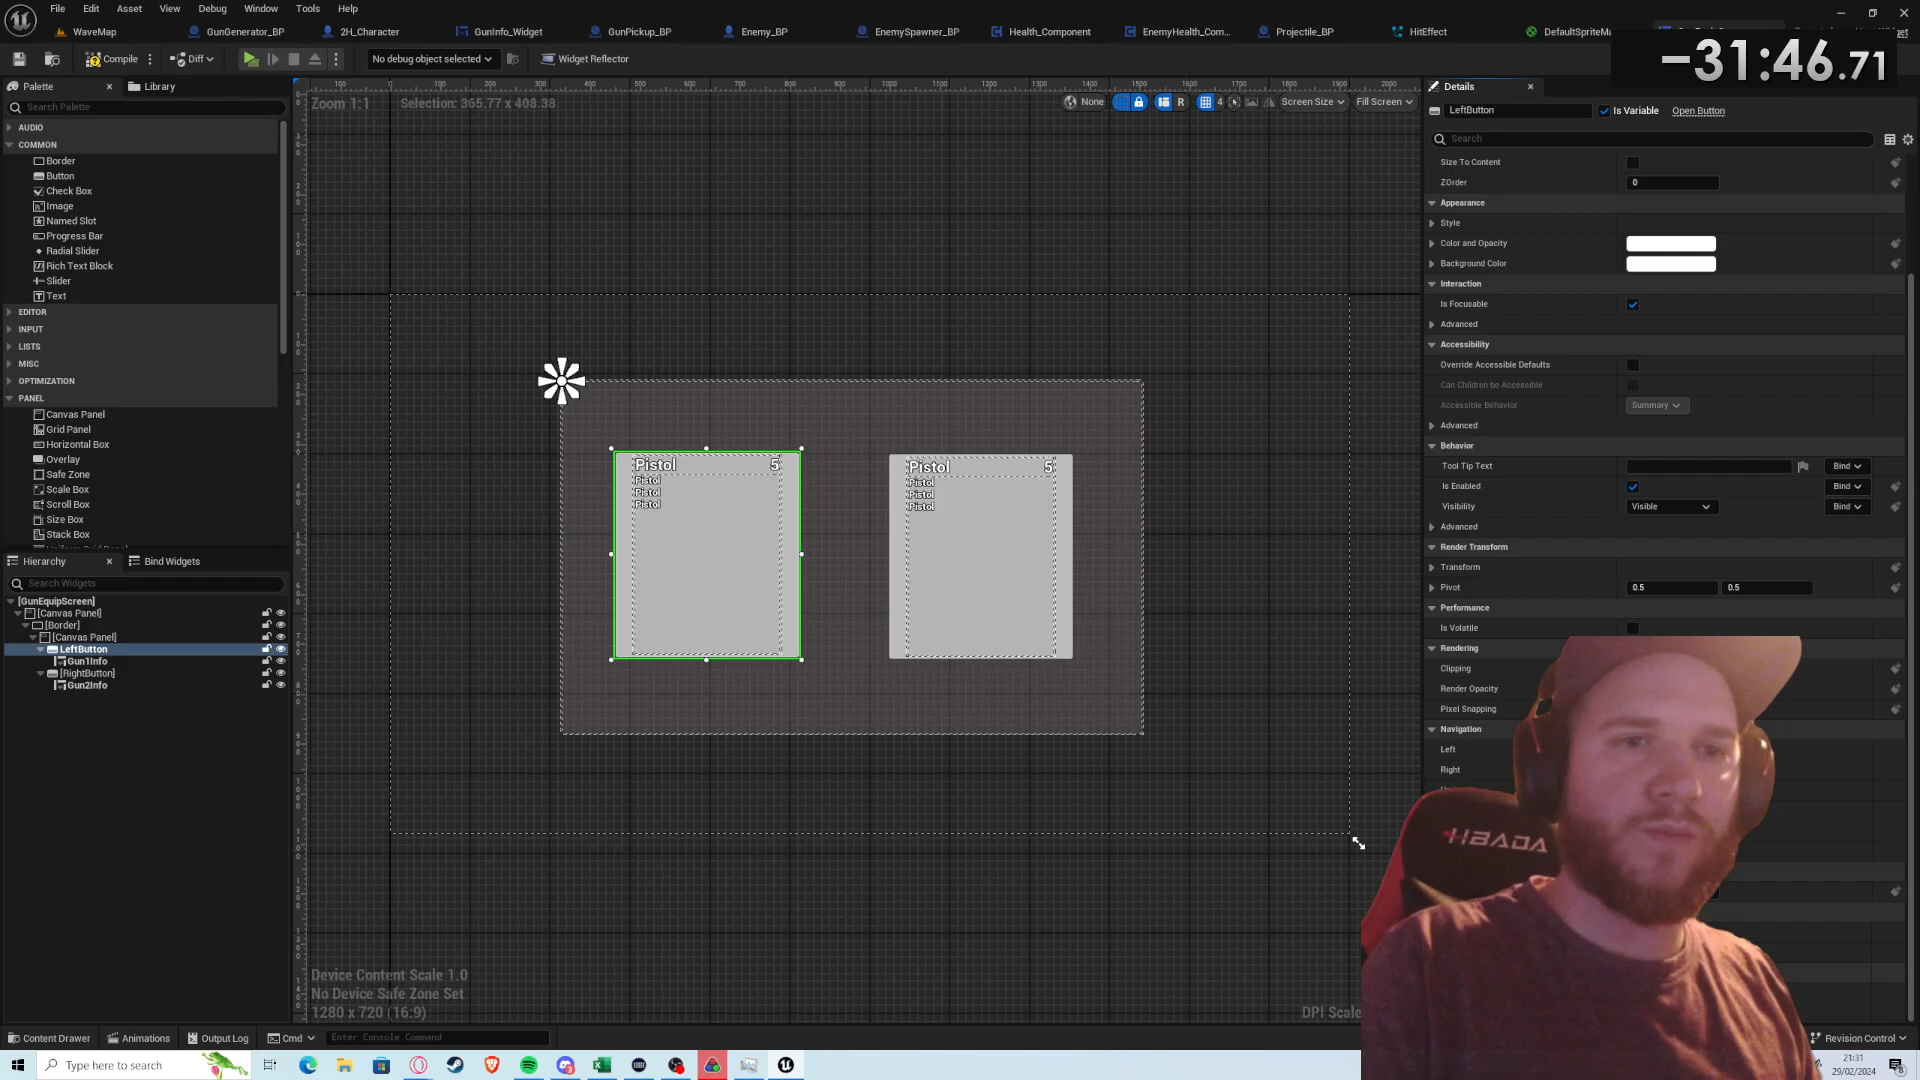 File Edit Asset View Debug Window Tools Help
WaveMap GunGenerator_BP 2H_Character GunInfo_Widget GunPickup_BP Enemy_BP EnemySpawner_BP Health_Component EnemyHealth_Com... Projectile_BP HitEffect DefaultSpriteMa
−31:46.71
Compile Diff No debug object selected Widget Reflector
Palette Library
Search Palette
AUDIO
COMMON
Border
Button
Check Box
Image
Named Slot
Progress Bar
Radial Slider
Rich Text Block
Slider
Text
EDITOR
INPUT
LISTS
MISC
OPTIMIZATION
PANEL
Canvas Panel
Grid Panel
Horizontal Box
Overlay
Safe Zone
Scale Box
Scroll Box
Size Box
Stack Box
Hierarchy Bind Widgets
Search Widgets
[GunEquipScreen]
[Canvas Panel]
[Border]
[Canvas Panel]
LeftButton
Gun1Info
[RightButton]
Gun2Info
Zoom 1:1 Selection: 365.77 x 408.38
None R 4 Screen Size Fill Screen
Pistol 5
Pistol
Pistol
Pistol
Pistol 5
Pistol
Pistol
Pistol
Device Content Scale 1.0
No Device Safe Zone Set
1280 x 720 (16:9)
DPI Scale
Details
LeftButton Is Variable Open Button
Search
Size To Content
ZOrder 0
Appearance
Style
Color and Opacity
Background Color
Interaction
Is Focusable
Advanced
Accessibility
Override Accessible Defaults
Can Children be Accessible
Accessible Behavior Summary
Advanced
Behavior
Tool Tip Text Bind
Is Enabled Bind
Visibility Visible Bind
Advanced
Render Transform
Transform
Pivot 0.5 0.5
Performance
Is Volatile
Rendering
Clipping
Render Opacity
Pixel Snapping
Navigation
Left
Right
HIBADA
Content Drawer Animations Output Log Cmd Enter Console Command Revision Control
Type here to search
21:31
29/02/2024